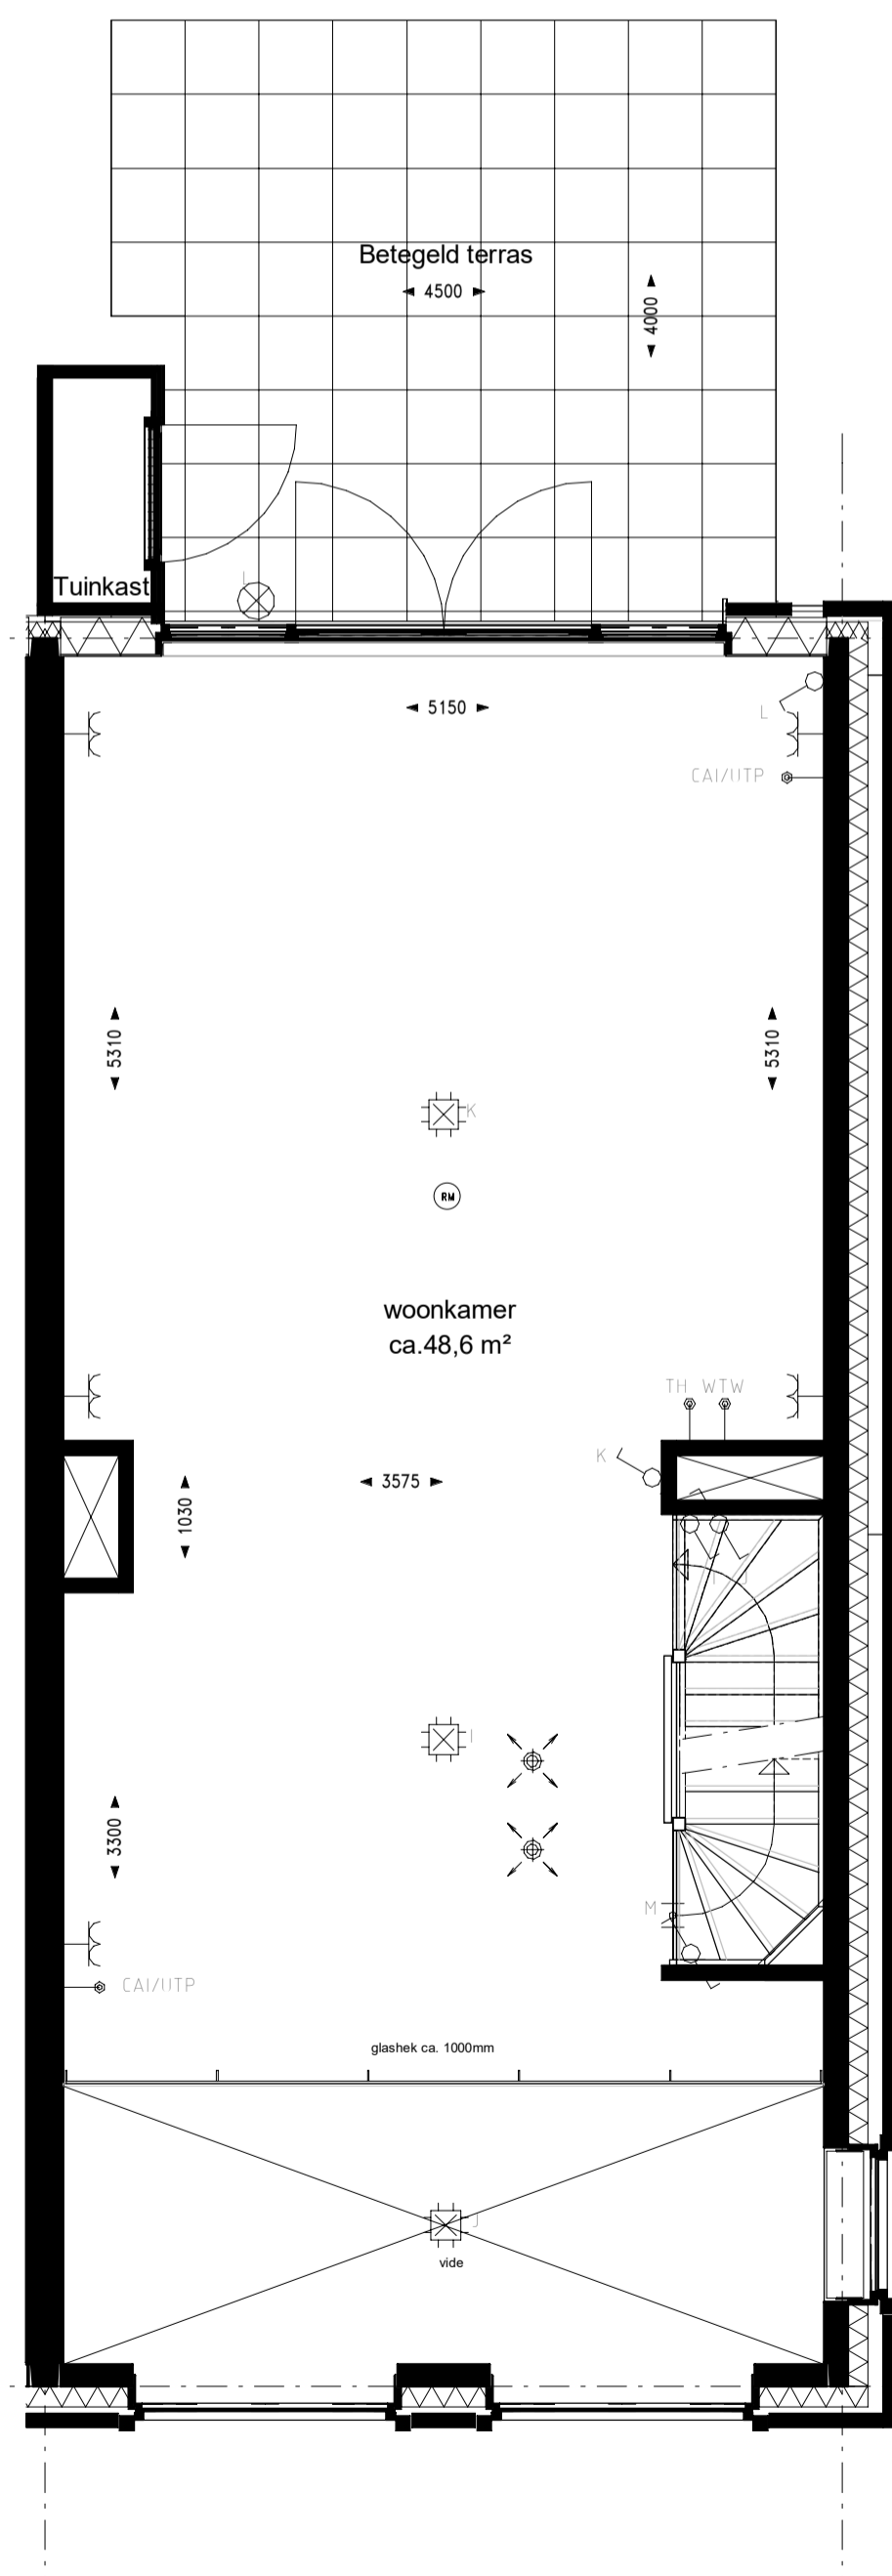 Betegeld terras
4500
4000
Tuinkast
L
5150
L
CAI/UTP
5310
5310
K
RM
woonkamer
ca.48,6 m²
TH WTW
K
3575
1030
J
I
3300
M
CAI/UTP
glashek ca. 1000mm
J
vide